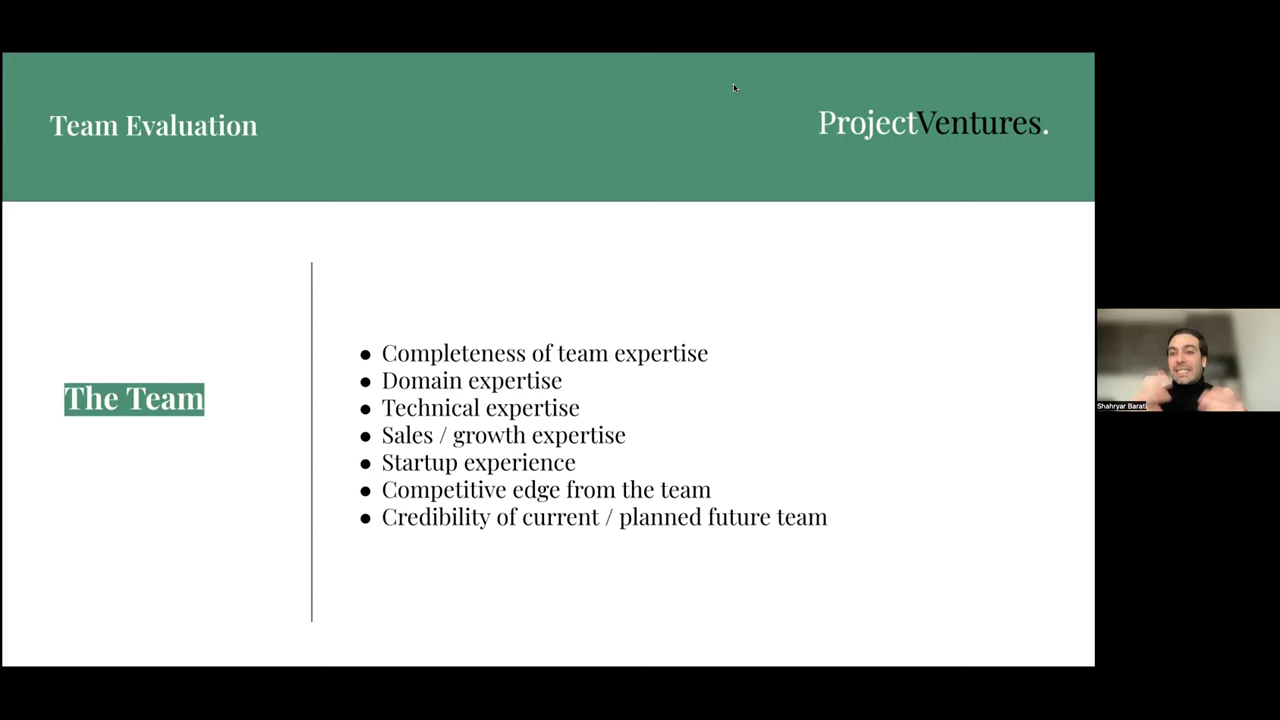 Team Evaluation
ProjectVentures.
The Team
● Completeness of team expertise
● Domain expertise
● Technical expertise
● Sales / growth expertise
● Startup experience
● Competitive edge from the team
● Credibility of current / planned future team
Shahryar Barati